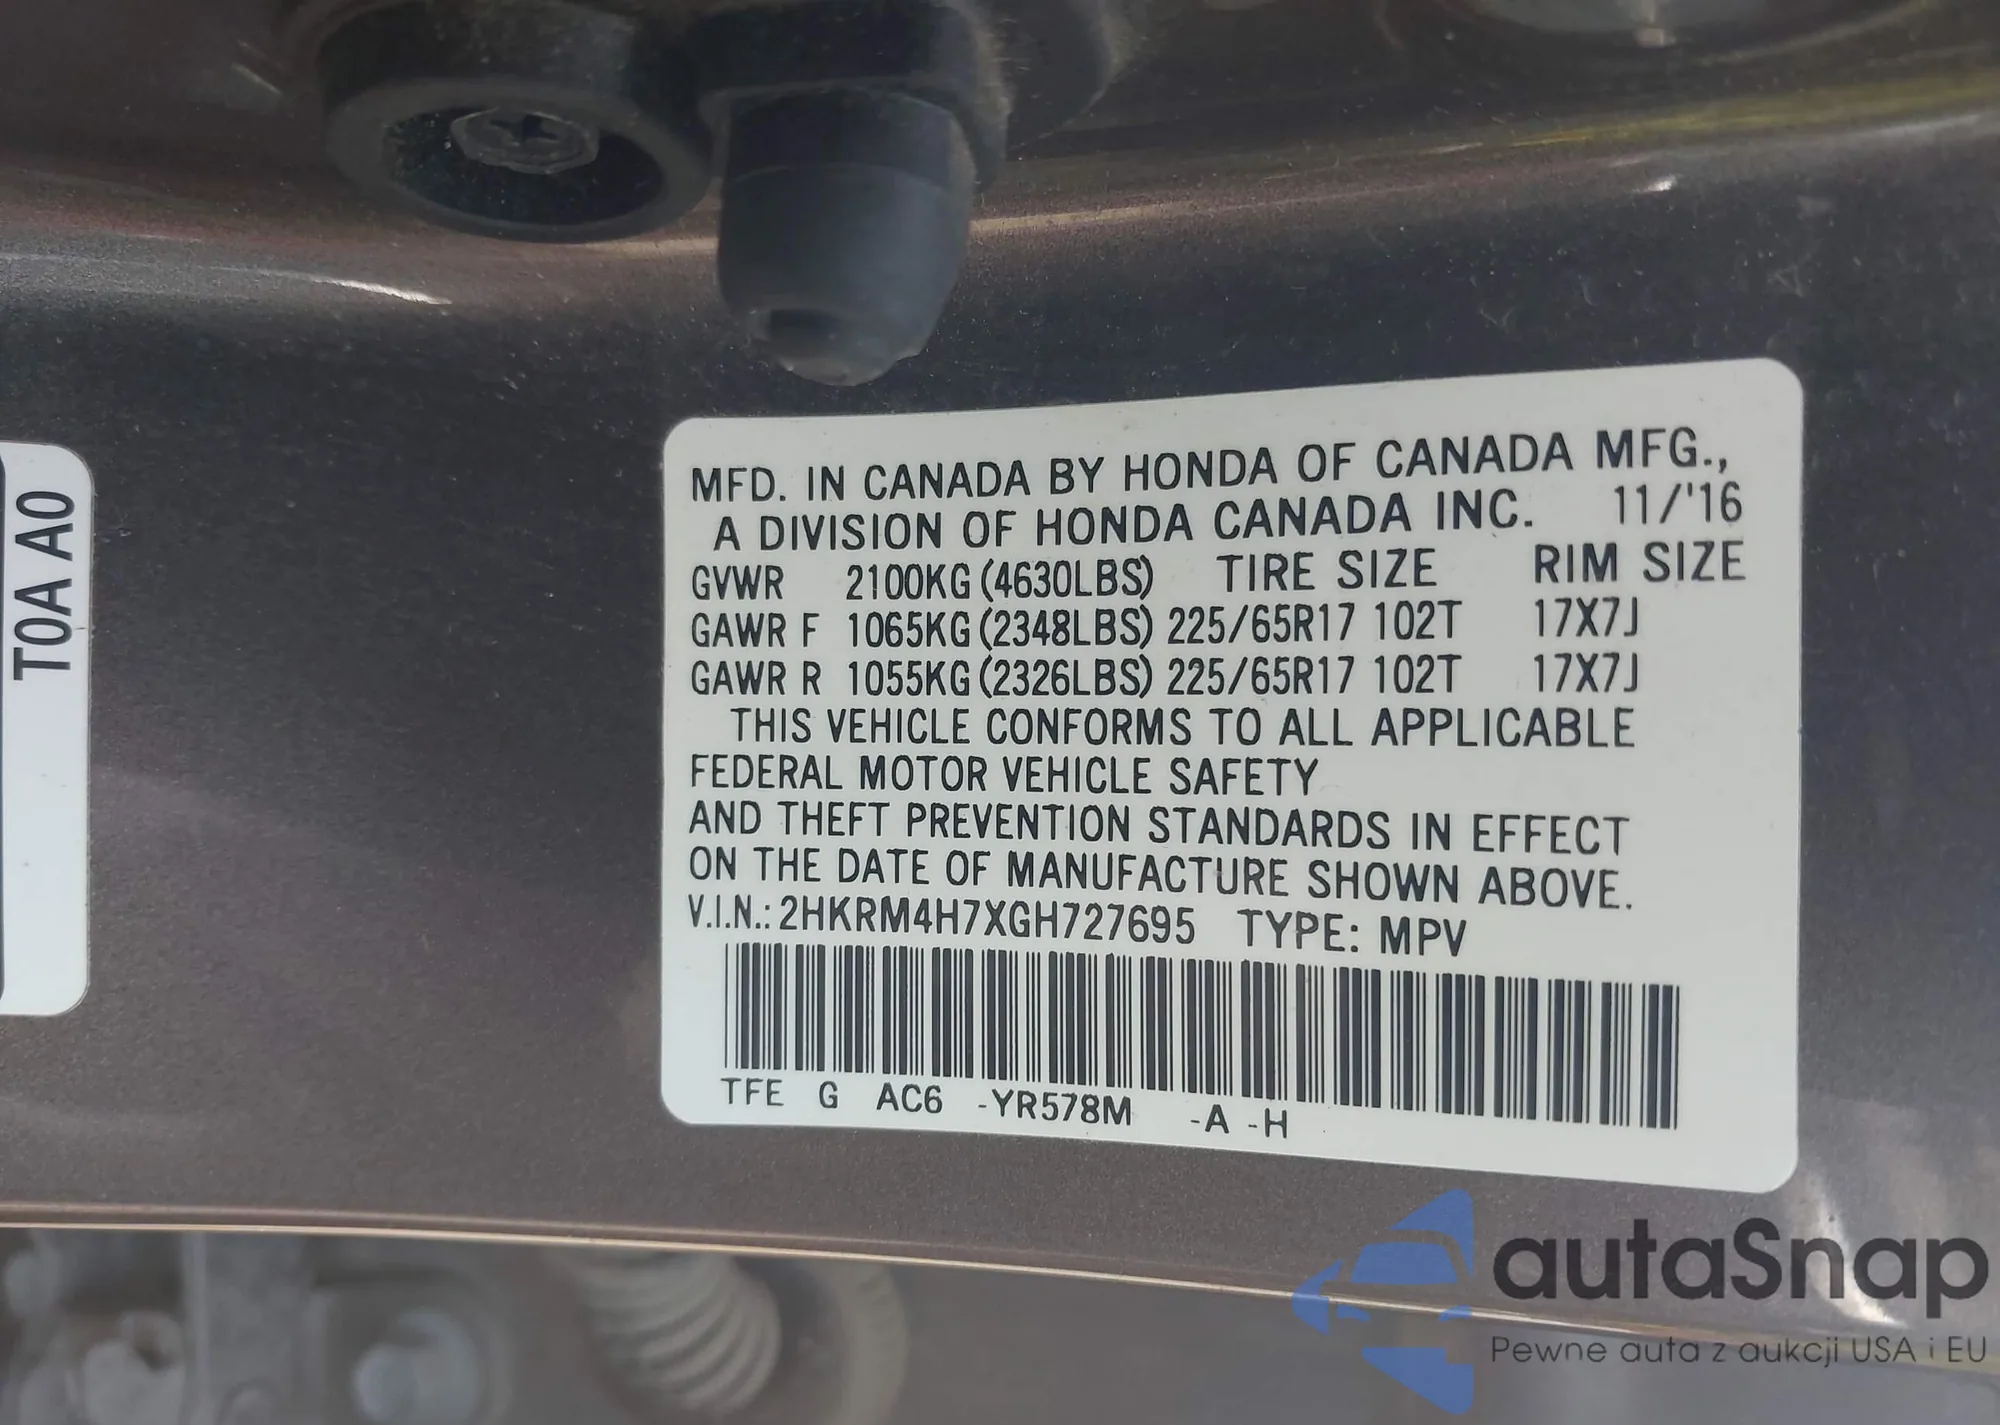 T0A A0
MFD. IN CANADA BY HONDA OF CANADA MFG.,
A DIVISION OF HONDA CANADA INC. 11/'16
GVWR 2100KG (4630LBS) TIRE SIZE RIM SIZE
GAWR F 1065KG (2348LBS) 225/65R17 102T 17X7J
GAWR R 1055KG (2326LBS) 225/65R17 102T 17X7J
THIS VEHICLE CONFORMS TO ALL APPLICABLE
FEDERAL MOTOR VEHICLE SAFETY
AND THEFT PREVENTION STANDARDS IN EFFECT
ON THE DATE OF MANUFACTURE SHOWN ABOVE.
V.I.N.: 2HKRM4H7XGH727695 TYPE: MPV
TFE G AC6 -YR578M -A -H
autaSnap
Pewne auta z aukcji USA i EU